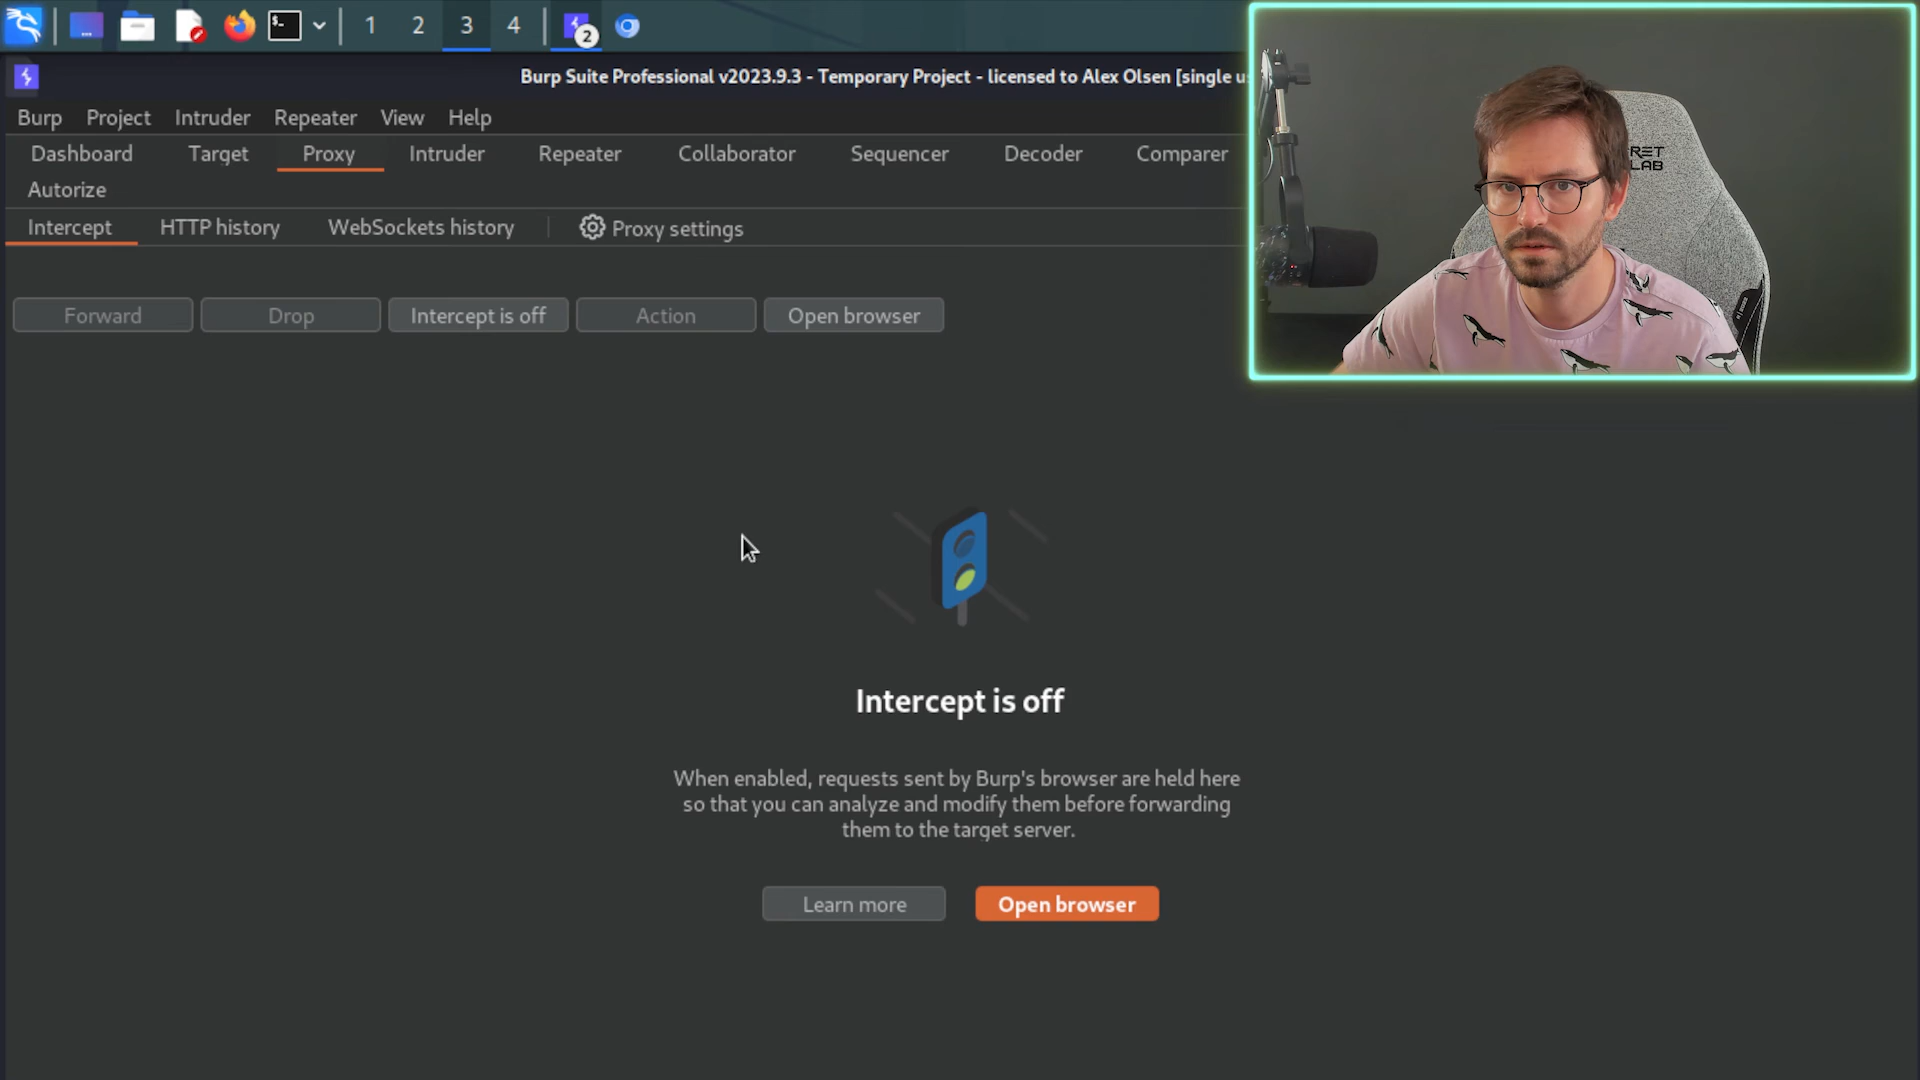 1 2 3 4 2
Burp Suite Professional v2023.9.3 - Temporary Project - licensed to Alex Olsen [single
Burp Project Intruder Repeater View Help
Dashboard Target Proxy Intruder Repeater Collaborator Sequencer Decoder Comparer
Autorize
Intercept HTTP history WebSockets history Proxy settings
Forward Drop Intercept is off Action Open browser
Intercept is off
When enabled, requests sent by Burp's browser are held here
so that you can analyze and modify them before forwarding
them to the target server.
Learn more Open browser
RET
LAB